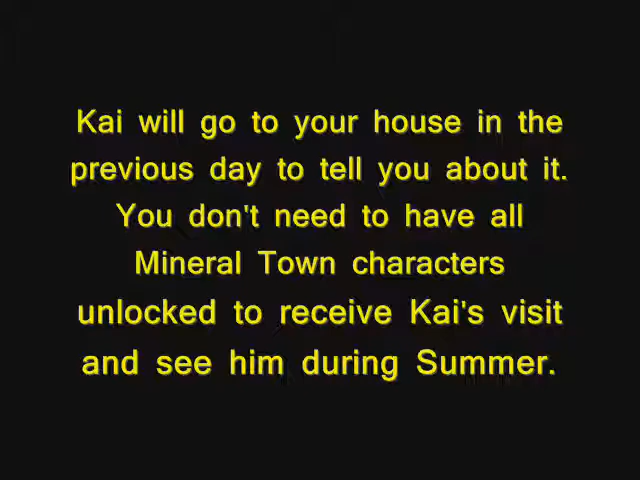 Kai will go to your house in the
previous day to tell you about it.
You don't need to have all
Mineral Town characters
unlocked to receive Kai's visit
and see him during Summer.